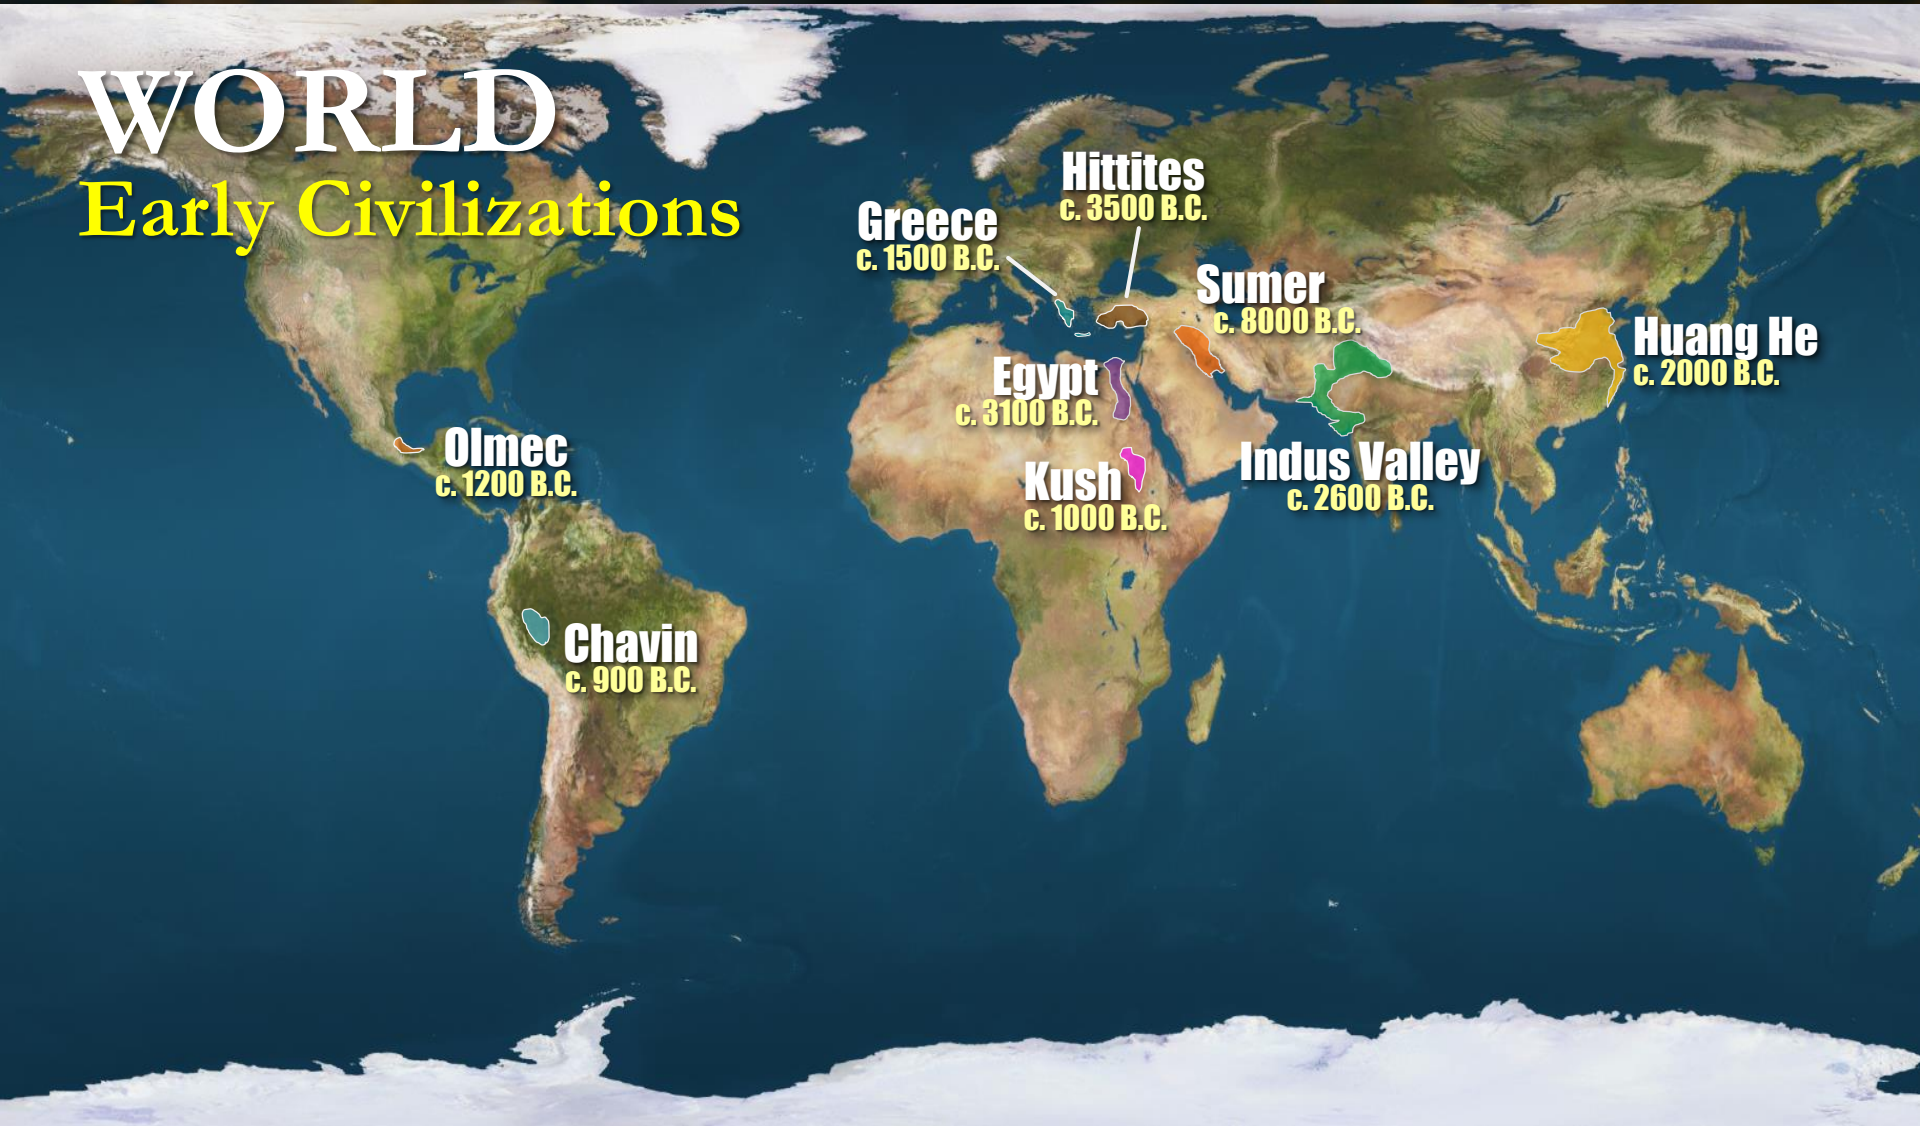 WORLD
Early Civilizations
Hittites
c. 3500 B.C.
Greece
c. 1500 B.C.
Sumer
c. 8000 B.C.
Huang He
c. 2000 B.C.
Egypt
c. 3100 B.C.
Olmec
c. 1200 B.C.
Indus Valley
c. 2600 B.C.
Kush
c. 1000 B.C.
Chavin
c. 900 B.C.